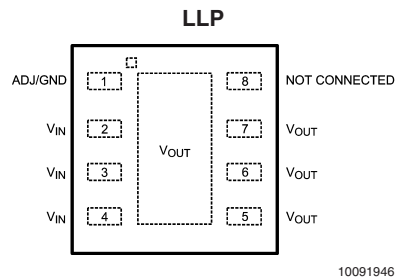 LLP
ADJ/GND 1 8 NOT CONNECTED
VIN 2 7 VOUT
VOUT
VIN 3 6 VOUT
VIN 4 5 VOUT
10091946